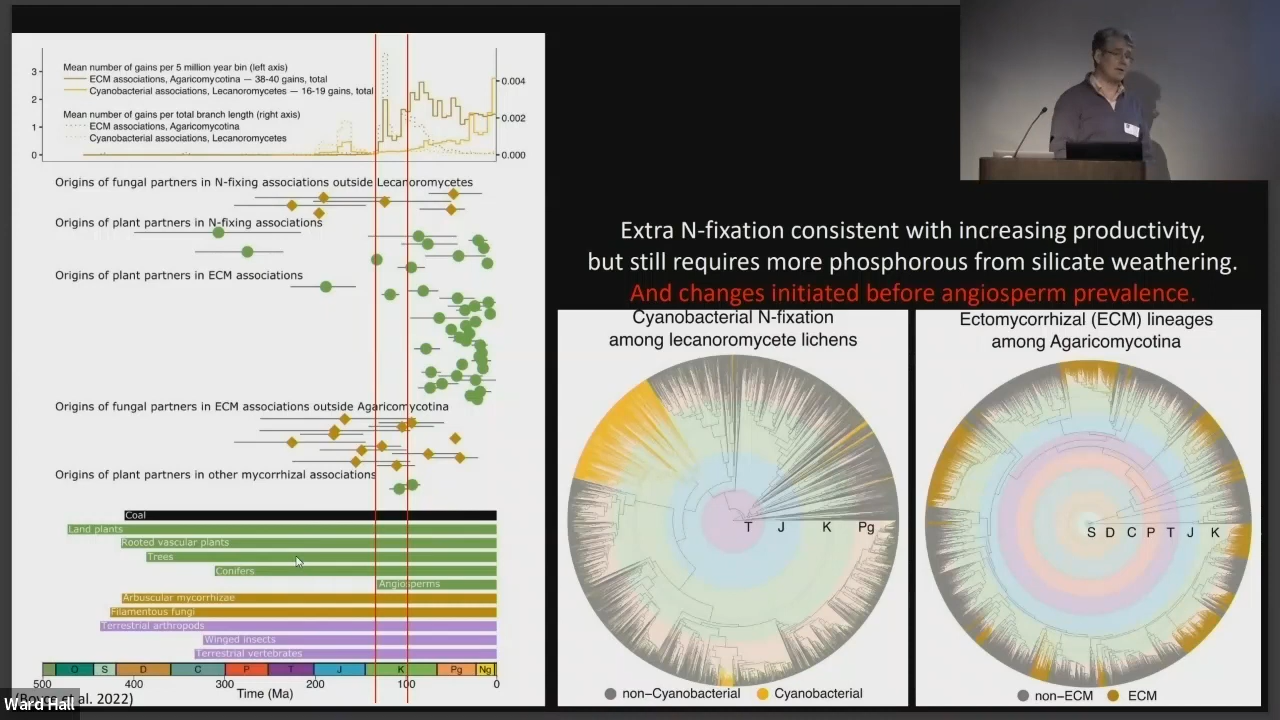 Mean number of gains per 5 million year bin (left axis)
ECM associations, Agaricomycotina — 38-40 gains, total
Cyanobacterial associations, Lecanoromycetes — 16-19 gains, total
Mean number of gains per total branch length (right axis)
ECM associations, Agaricomycotina
Cyanobacterial associations, Lecanoromycetes
3
2
1
0
0.004
0.002
0.000
Origins of fungal partners in N-fixing associations outside Lecanoromycetes
Origins of plant partners in N-fixing associations
Origins of plant partners in ECM associations
Origins of fungal partners in ECM associations outside Agaricomycotina
Origins of plant partners in other mycorrhizal associations
Coal
Land plants
Rooted vascular plants
Trees
Conifers
Angiosperms
Arbuscular mycorrhizae
Filamentous fungi
Terrestrial arthropods
Winged insects
Terrestrial vertebrates
O S D C P T J K Pg Ng
500 400 300 200 100 0
Time (Ma)
al. 2022)
Ward Hall
Extra N-fixation consistent with increasing productivity,
but still requires more phosphorous from silicate weathering.
And changes initiated before angiosperm prevalence.
Cyanobacterial N-fixation
among lecanoromycete lichens
T J K Pg
non-Cyanobacterial Cyanobacterial
Ectomycorrhizal (ECM) lineages
among Agaricomycotina
S D C P T J K
non-ECM ECM